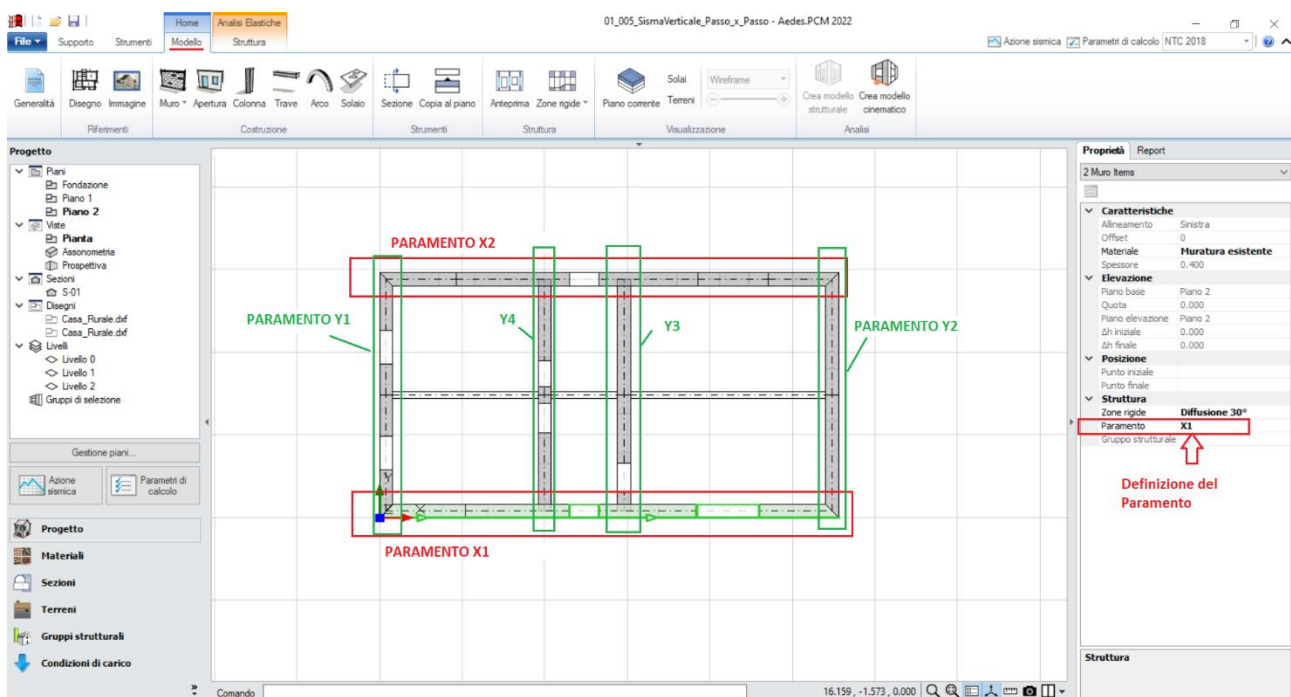 01_005_SismaVerticale_Passo_x_Passo - Aedes.PCM 2022
Home Analisi Elastiche
File Supporto Strumenti Modello Struttura
Azione sismica Parametri di calcolo NTC 2018
Generalità Disegno Immagine Muro Apertura Colonna Trave Arco Solaio Sezione Copia al piano Anteprima Zone rigide Piano corrente
Solai Wireframe
Terreni
Crea modello strutturale
Crea modello cinematico
Riferimenti Costruzione Strumenti Struttura Visualizzazione Analisi
Progetto
Piani
Fondazione
Piano 1
Piano 2
Viste
Pianta
Assonometria
Prospettiva
Sezioni
S-01
Disegni
Casa_Rurale.dxf
Casa_Rurale.dxf
Livelli
Livello 0
Livello 1
Livello 2
Gruppi di selezione
Gestione piani...
Azione sismica
Parametri di calcolo
Progetto
Materiali
Sezioni
Terreni
Gruppi strutturali
Condizioni di carico
PARAMENTO X2
PARAMENTO Y1
Y4
Y3
PARAMENTO Y2
Y
Z X
PARAMENTO X1
Proprietà Report
2 Muro Items
Caratteristiche
Allineamento Sinistra
Offset 0
Materiale Muratura esistente
Spessore 0.400
Elevazione
Piano base Piano 2
Quota 0.000
Piano elevazione Piano 2
Δh iniziale 0.000
Δh finale 0.000
Posizione
Punto iniziale
Punto finale
Struttura
Zone rigide Diffusione 30°
Paramento X1
Gruppo strutturale
Definizione del
Paramento
Struttura
Comando
16.159 , -1.573 , 0.000